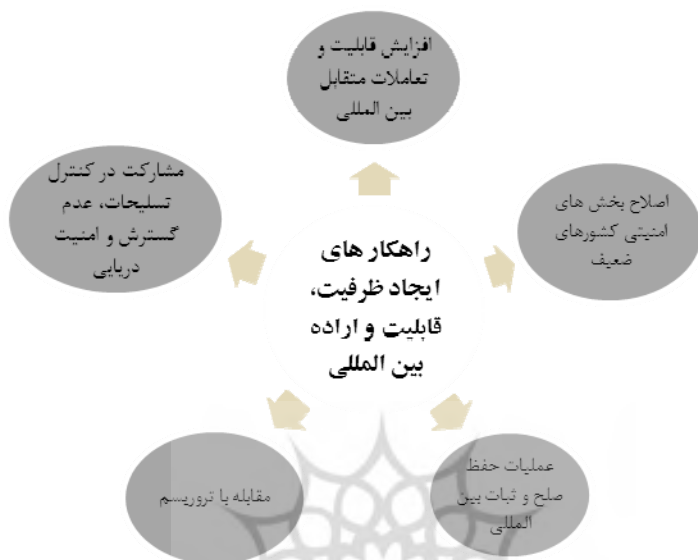 افزایش قابلیت و
تعاملات متقابل
بین المللی
اصلاح بخش های
امنیتی کشورهای
ضعیف
مشارکت در کنترل
تسلیحات، عدم
گسترش و امنیت
دریایی
راهکار های
ایجاد ظرفیت،
قابلیت و اراده
بین المللی
عملیات حفظ
صلح و ثبات بین
المللی
مقابله با تروریسم